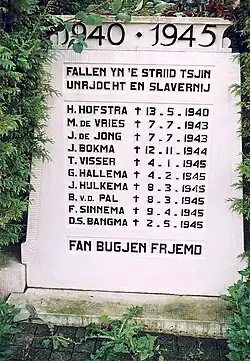 1940 · 1945
FALLEN YN 'E STRIID TSJIN
UNRJOCHT EN SLAVERNIJ
H. HOFSTRA † 13 . 5 . 1940
M. DE VRIES † 7 . 7 . 1943
J. DE JONG † 7 . 7 . 1943
J. BOKMA † 12 . 11 . 1944
T. VISSER † 4 . 1 . 1945
G. HALLEMA † 4 . 2 . 1945
J. HULKEMA † 8 . 3 . 1945
B. v.d. PAL † 8 . 3 . 1945
F. SINNEMA † 9 . 4 . 1945
D.S. BANGMA † 2 . 5 . 1945
FAN BUGJEN FRJEMD